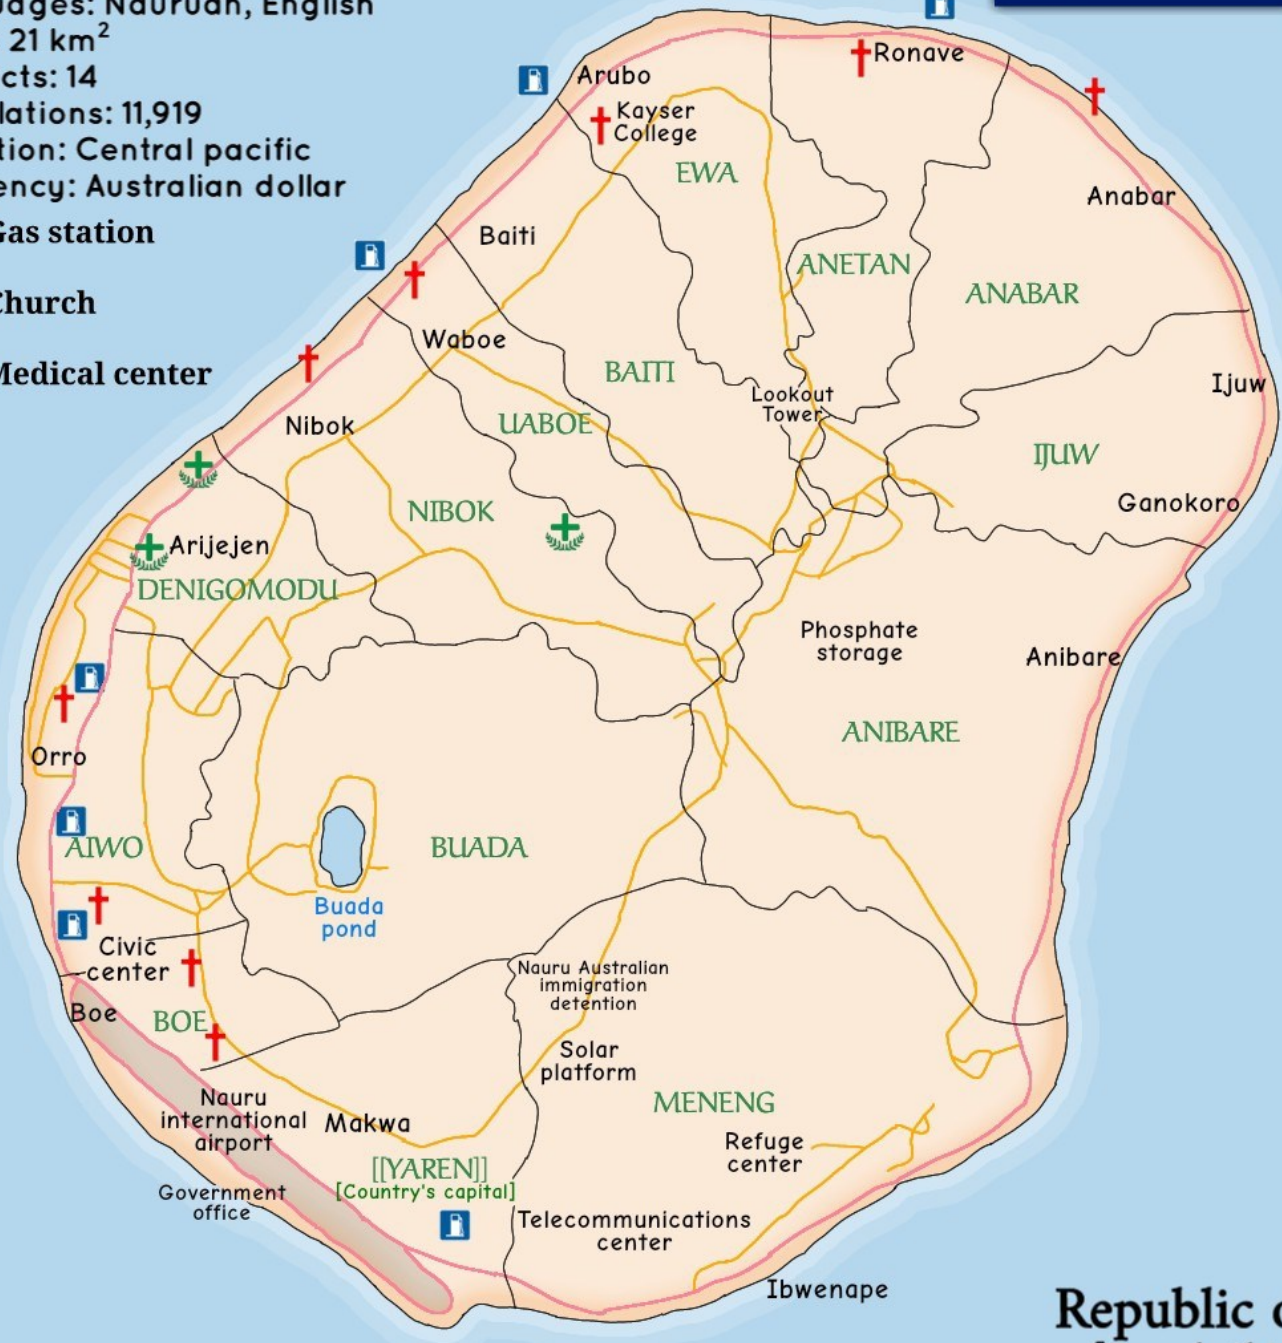 uages: Nauruan, English
21 km²
cts: 14
lations: 11,919
tion: Central pacific
ency: Australian dollar
Gas station
Church
Medical center
Ronave
Arubo
Kayser
College
EWA
Anabar
Baiti
ANETAN
ANABAR
Waboe
BAITI
Ijuw
Lookout
Tower
Nibok
UABOE
IJUW
NIBOK
Ganokoro
Arijejen
DENIGOMODU
Phosphate
storage
Anibare
ANIBARE
Orro
AIWO
BUADA
Buada
pond
Civic
center
Nauru Australian
immigration
detention
Boe
BOE
Solar
platform
Nauru
international
airport
MENENG
Makwa
Refuge
center
[[YAREN]]
[Country's capital]
Government
office
Telecommunications
center
Ibwenape
Republic